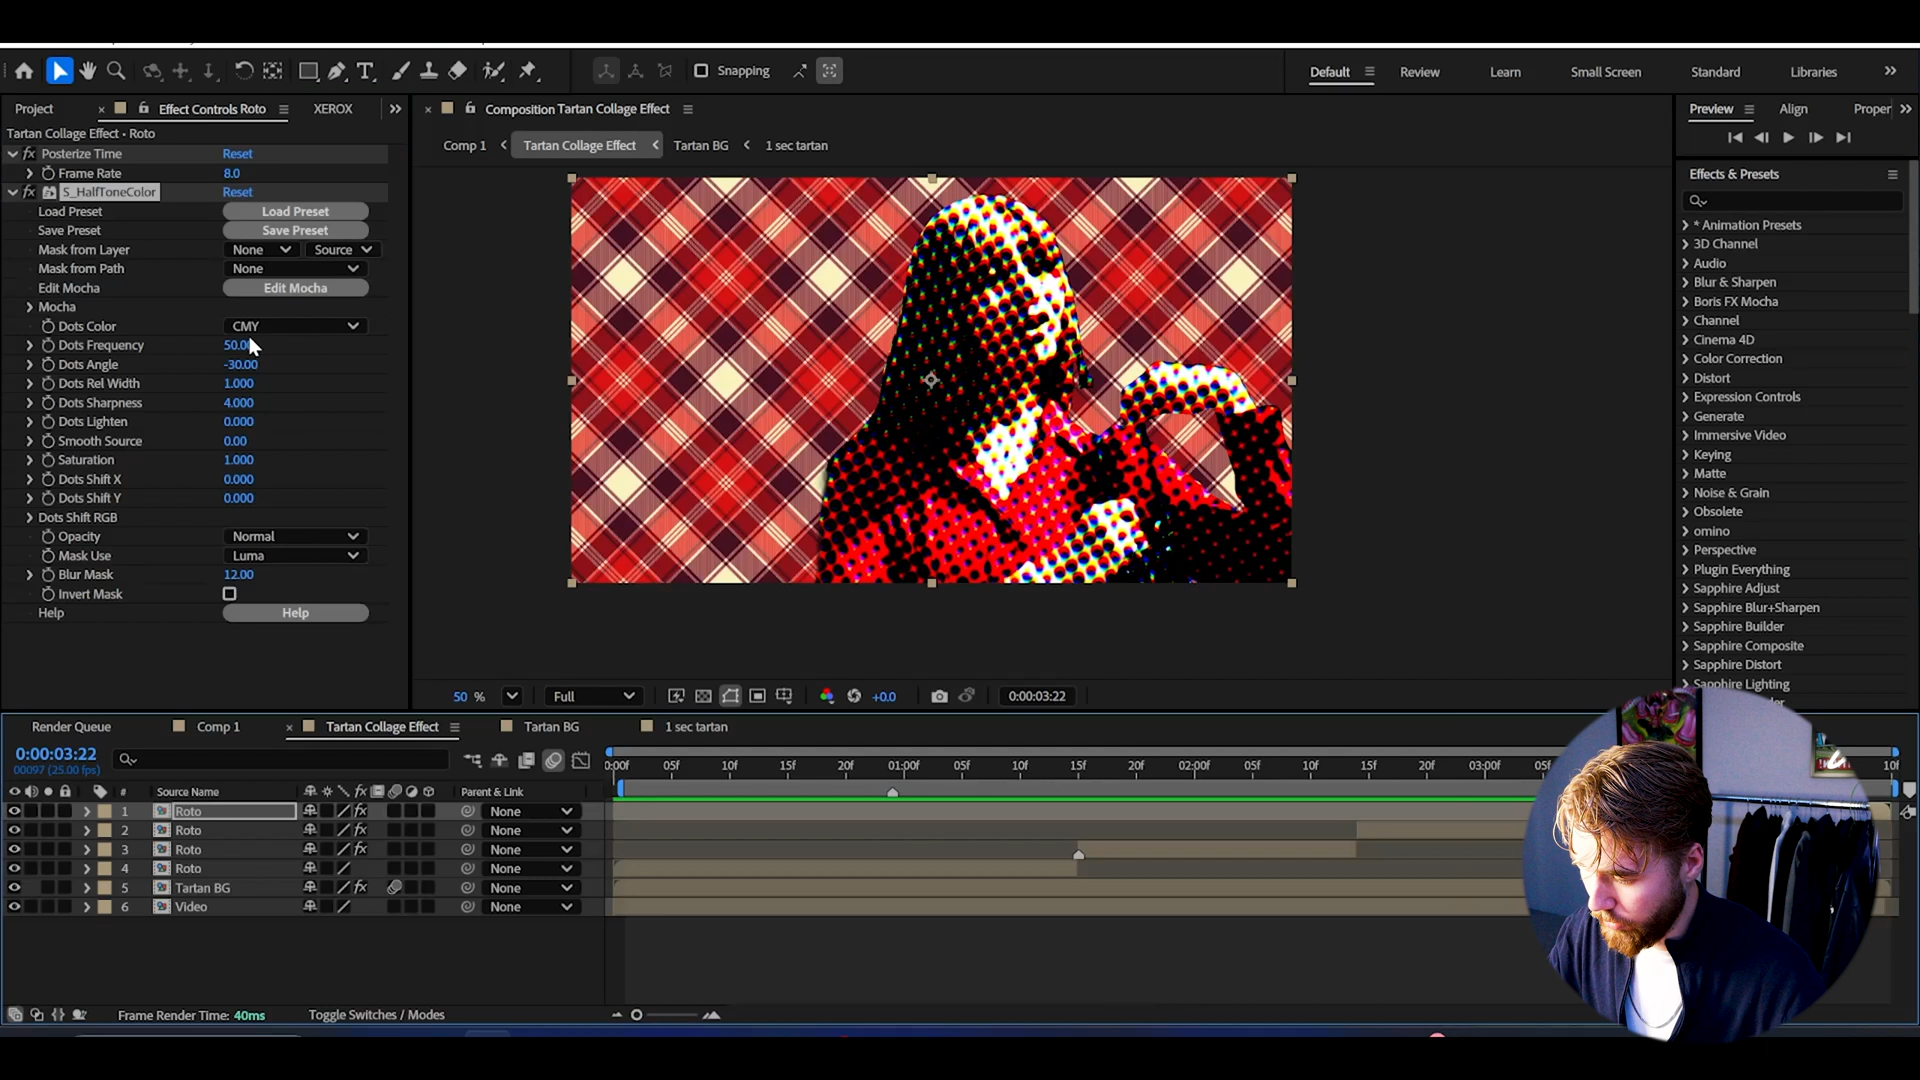 Snapping
Default
Review
Learn
Small Screen
Standard
Libraries
Project
Effect Controls Roto
XEROX
Composition Tartan Collage Effect
Preview
Align
Proper
Tartan Collage Effect • Roto
Comp 1
Tartan Collage Effect
Tartan BG
1 sec tartan
fx Posterize Time Reset
Frame Rate 8.0
fx S_HalfToneColor Reset
Load Preset Load Preset
Save Preset Save Preset
Mask from Layer None Source
Mask from Path None
Edit Mocha Edit Mocha
Mocha
Dots Color CMY
Dots Frequency 50.0
Dots Angle -30.00
Dots Rel Width 1.000
Dots Sharpness 4.000
Dots Lighten 0.000
Smooth Source 0.00
Saturation 1.000
Dots Shift X 0.000
Dots Shift Y 0.000
Dots Shift RGB
Opacity Normal
Mask Use Luma
Blur Mask 12.00
Invert Mask
Help Help
Effects & Presets
* Animation Presets
3D Channel
Audio
Blur & Sharpen
Boris FX Mocha
Channel
Cinema 4D
Color Correction
Distort
Expression Controls
Generate
Immersive Video
Keying
Matte
Noise & Grain
Obsolete
omino
Perspective
Plugin Everything
Sapphire Adjust
Sapphire Blur+Sharpen
Sapphire Builder
Sapphire Composite
Sapphire Distort
Sapphire Lighting
50 % Full +0.0 0:00:03:22
Render Queue
Comp 1
Tartan Collage Effect
Tartan BG
1 sec tartan
0:00:03:22
00097 (25.00 fps)
0:00f 05f 10f 15f 20f 01:00f 05f 10f 15f 20f 02:00f 05f 10f 15f 20f 03:00f 05f 10f
# Source Name fx Parent & Link
1 Roto fx None
2 Roto fx None
3 Roto fx None
4 Roto None
5 Tartan BG fx None
6 Video None
Frame Render Time: 40ms
Toggle Switches / Modes